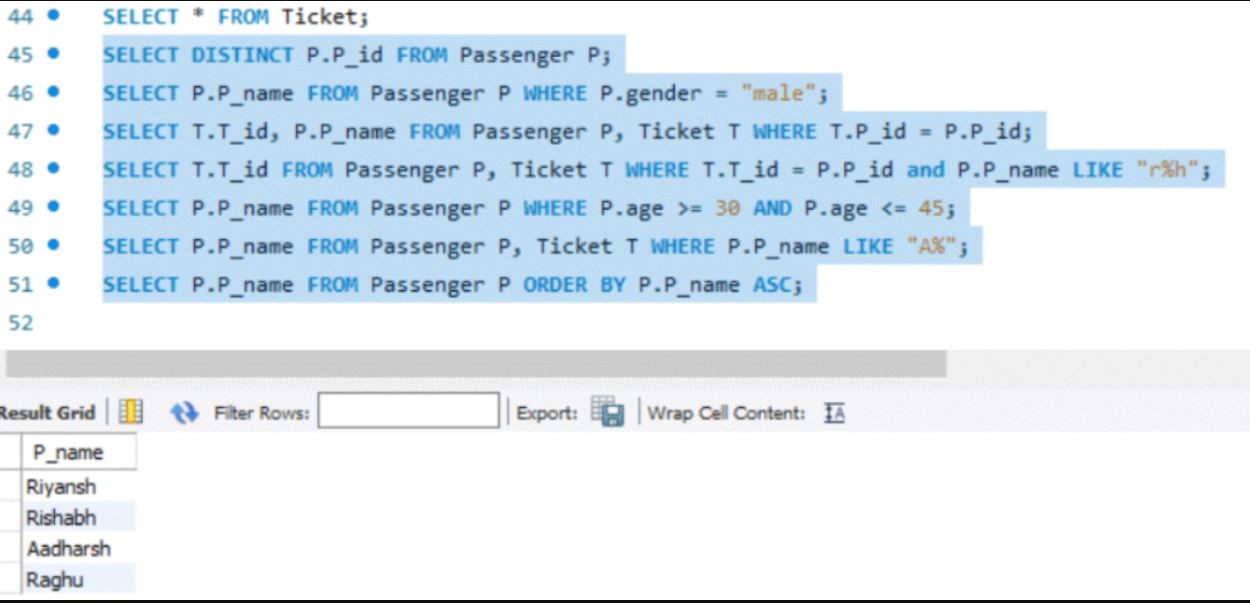 44 SELECT * FROM Ticket;
45 SELECT DISTINCT P.P_id FROM Passenger P;
46 SELECT P.P_name FROM Passenger P WHERE P.gender = "male";
47 SELECT T.T_id, P.P_name FROM Passenger P, Ticket T WHERE T.P_id = P.P_id;
48 SELECT T.T_id FROM Passenger P, Ticket T WHERE T.T_id = P.P_id and P.P_name LIKE "r%h";
49 SELECT P.P_name FROM Passenger P WHERE P.age >= 30 AND P.age <= 45;
50 SELECT P.P_name FROM Passenger P, Ticket T WHERE P.P_name LIKE "A%";
51 SELECT P.P_name FROM Passenger P ORDER BY P.P_name ASC;
52
Result Grid Filter Rows: Export: Wrap Cell Content: IA
P_name
Riyansh
Rishabh
Aadharsh
Raghu